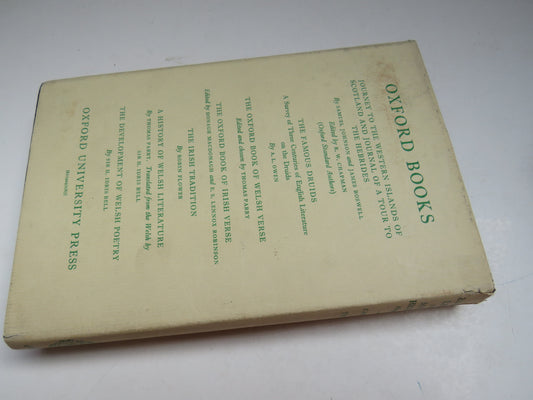 OXFORD BOOKS
JOURNEY TO THE WESTERN ISLANDS OF
SCOTLAND AND JOURNAL OF A TOUR TO
THE HEBRIDES
By SAMUEL JOHNSON and JAMES BOSWELL
Edited by R. W. CHAPMAN
(Oxford Standard Authors)
THE FAMOUS DRUIDS
A Survey of Three Centuries of English Literature
on the Druids
By A. L. OWEN
THE OXFORD BOOK OF WELSH VERSE
Edited and chosen by THOMAS PARRY
THE OXFORD BOOK OF IRISH VERSE
Edited by DONAGH MACDONAGH and E. S. LENNOX ROBINSON
THE IRISH TRADITION
By ROBIN FLOWER
A HISTORY OF WELSH LITERATURE
By THOMAS PARRY. Translated from the Welsh by
SIR H. IDRIS BELL
THE DEVELOPMENT OF WELSH POETRY
By SIR H. IDRIS BELL
OXFORD UNIVERSITY PRESS